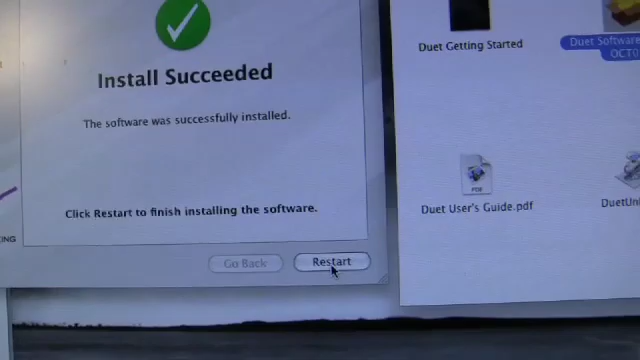 Install Succeeded
The software was successfully installed.
Click Restart to finish installing the software.
Go Back
Restart
Duet Getting Started
Duet Software
PDF
Duet User's Guide.pdf